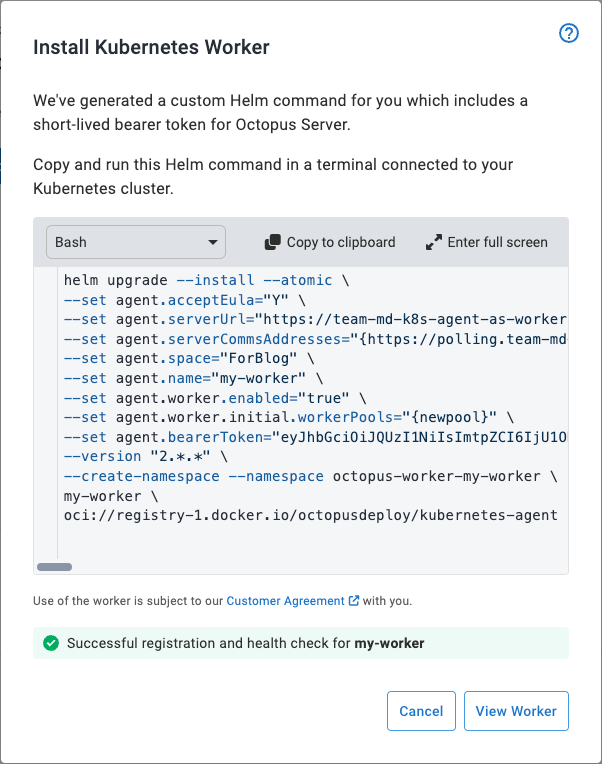 Install Kubernetes Worker
We've generated a custom Helm command for you which includes a
short-lived bearer token for Octopus Server.
Copy and run this Helm command in a terminal connected to your
Kubernetes cluster.
Bash
Copy to clipboard
Enter full screen
helm upgrade --install --atomic \
--set agent.acceptEula="Y" \
--set agent.serverUrl="https://team-md-k8s-agent-as-worker
--set agent.serverCommsAddresses="{https://polling.team-md
--set agent.space="ForBlog" \
--set agent.name="my-worker" \
--set agent.worker.enabled="true" \
--set agent.worker.initial.workerPools="{newpool}" \
--set agent.bearerToken="eyJhbGciOiJQUzI1NiIsImtpZCI6IjU1O
--version "2.*.*" \
--create-namespace --namespace octopus-worker-my-worker \
my-worker \
oci://registry-1.docker.io/octopusdeploy/kubernetes-agent
Use of the worker is subject to our Customer Agreement with you.
Successful registration and health check for my-worker
Cancel
View Worker